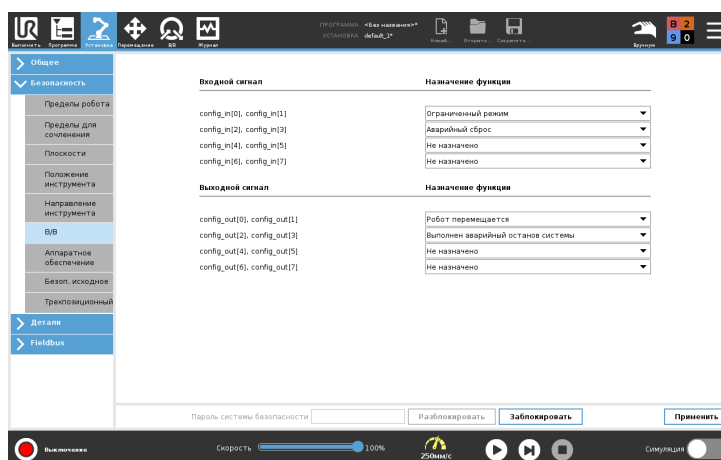 ПРОГРАММА <без названия>*
УСТАНОВКА default_1*
Выполнить Программа Установка Перемещение В/В Журнал
Новый... Открыть... Сохранить...
Вручную
B 2
9 0
Общее
Безопасность
Пределы робота
Пределы для
сочленения
Плоскости
Положение
инструмента
Направление
инструмента
В/В
Аппаратное
обеспечение
Безоп. исходное
Трехпозиционный
Детали
Fieldbus
Входной сигнал Назначение функции
config_in[0], config_in[1] Ограниченный режим
config_in[2], config_in[3] Аварийный сброс
config_in[4], config_in[5] Не назначено
config_in[6], config_in[7] Не назначено
Выходной сигнал Назначение функции
config_out[0], config_out[1] Робот перемещается
config_out[2], config_out[3] Выполнен аварийный останов системы
config_out[4], config_out[5] Не назначено
config_out[6], config_out[7] Не назначено
Пароль системы безопасности Разблокировать Заблокировать Применить
Выключение Скорость 100% 250мм/с Симуляция